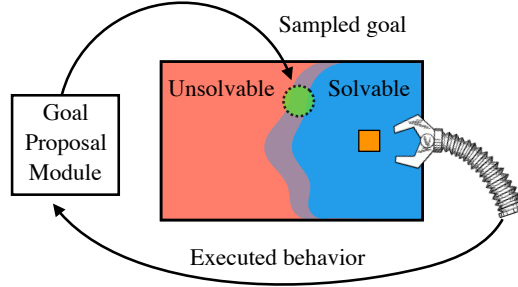 Sampled goal
Unsolvable
Solvable
Goal
Proposal
Module
Executed behavior